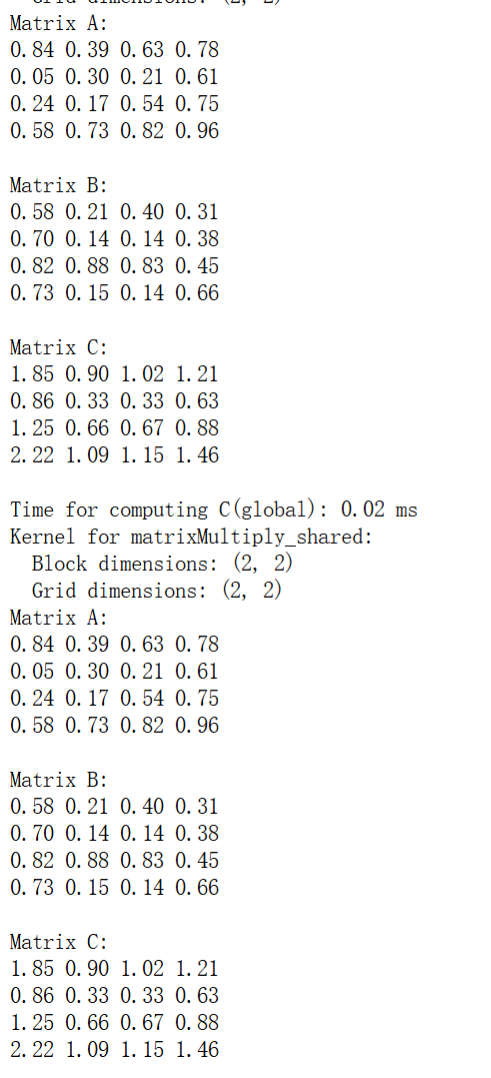 Grid dimensions: (2, 2)
Matrix A:
0.84 0.39 0.63 0.78
0.05 0.30 0.21 0.61
0.24 0.17 0.54 0.75
0.58 0.73 0.82 0.96
Matrix B:
0.58 0.21 0.40 0.31
0.70 0.14 0.14 0.38
0.82 0.88 0.83 0.45
0.73 0.15 0.14 0.66
Matrix C:
1.85 0.90 1.02 1.21
0.86 0.33 0.33 0.63
1.25 0.66 0.67 0.88
2.22 1.09 1.15 1.46
Time for computing C(global): 0.02 ms
Kernel for matrixMultiply_shared:
Block dimensions: (2, 2)
Grid dimensions: (2, 2)
Matrix A:
0.84 0.39 0.63 0.78
0.05 0.30 0.21 0.61
0.24 0.17 0.54 0.75
0.58 0.73 0.82 0.96
Matrix B:
0.58 0.21 0.40 0.31
0.70 0.14 0.14 0.38
0.82 0.88 0.83 0.45
0.73 0.15 0.14 0.66
Matrix C:
1.85 0.90 1.02 1.21
0.86 0.33 0.33 0.63
1.25 0.66 0.67 0.88
2.22 1.09 1.15 1.46